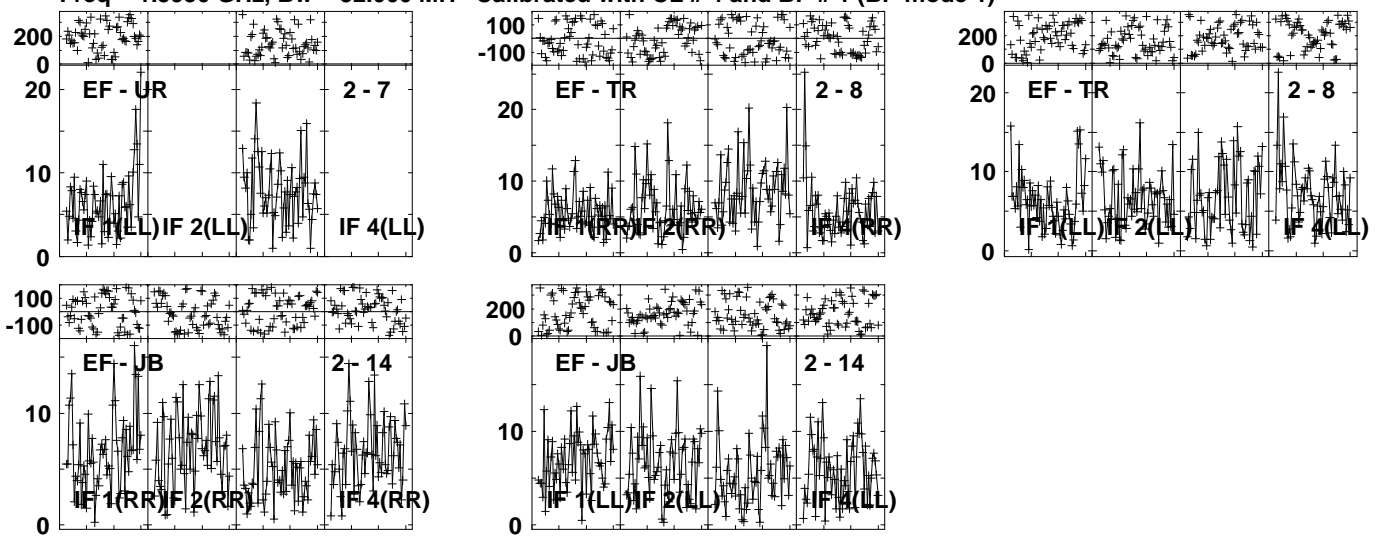 200
0
EF - UR
2 - 7
20
10
0
IF 1(LL)
IF 2(LL)
IF 4(LL)
100
-100
EF - TR
2 - 8
20
10
0
IF 1(RR)
IF 2(RR)
IF 4(RR)
200
0
EF - TR
2 - 8
20
10
0
IF 1(LL)
IF 2(LL)
IF 4(LL)
100
-100
EF - JB
2 - 14
10
0
IF 1(RR)
IF 2(RR)
IF 4(RR)
200
0
EF - JB
2 - 14
10
0
IF 1(LL)
IF 2(LL)
IF 4(LL)